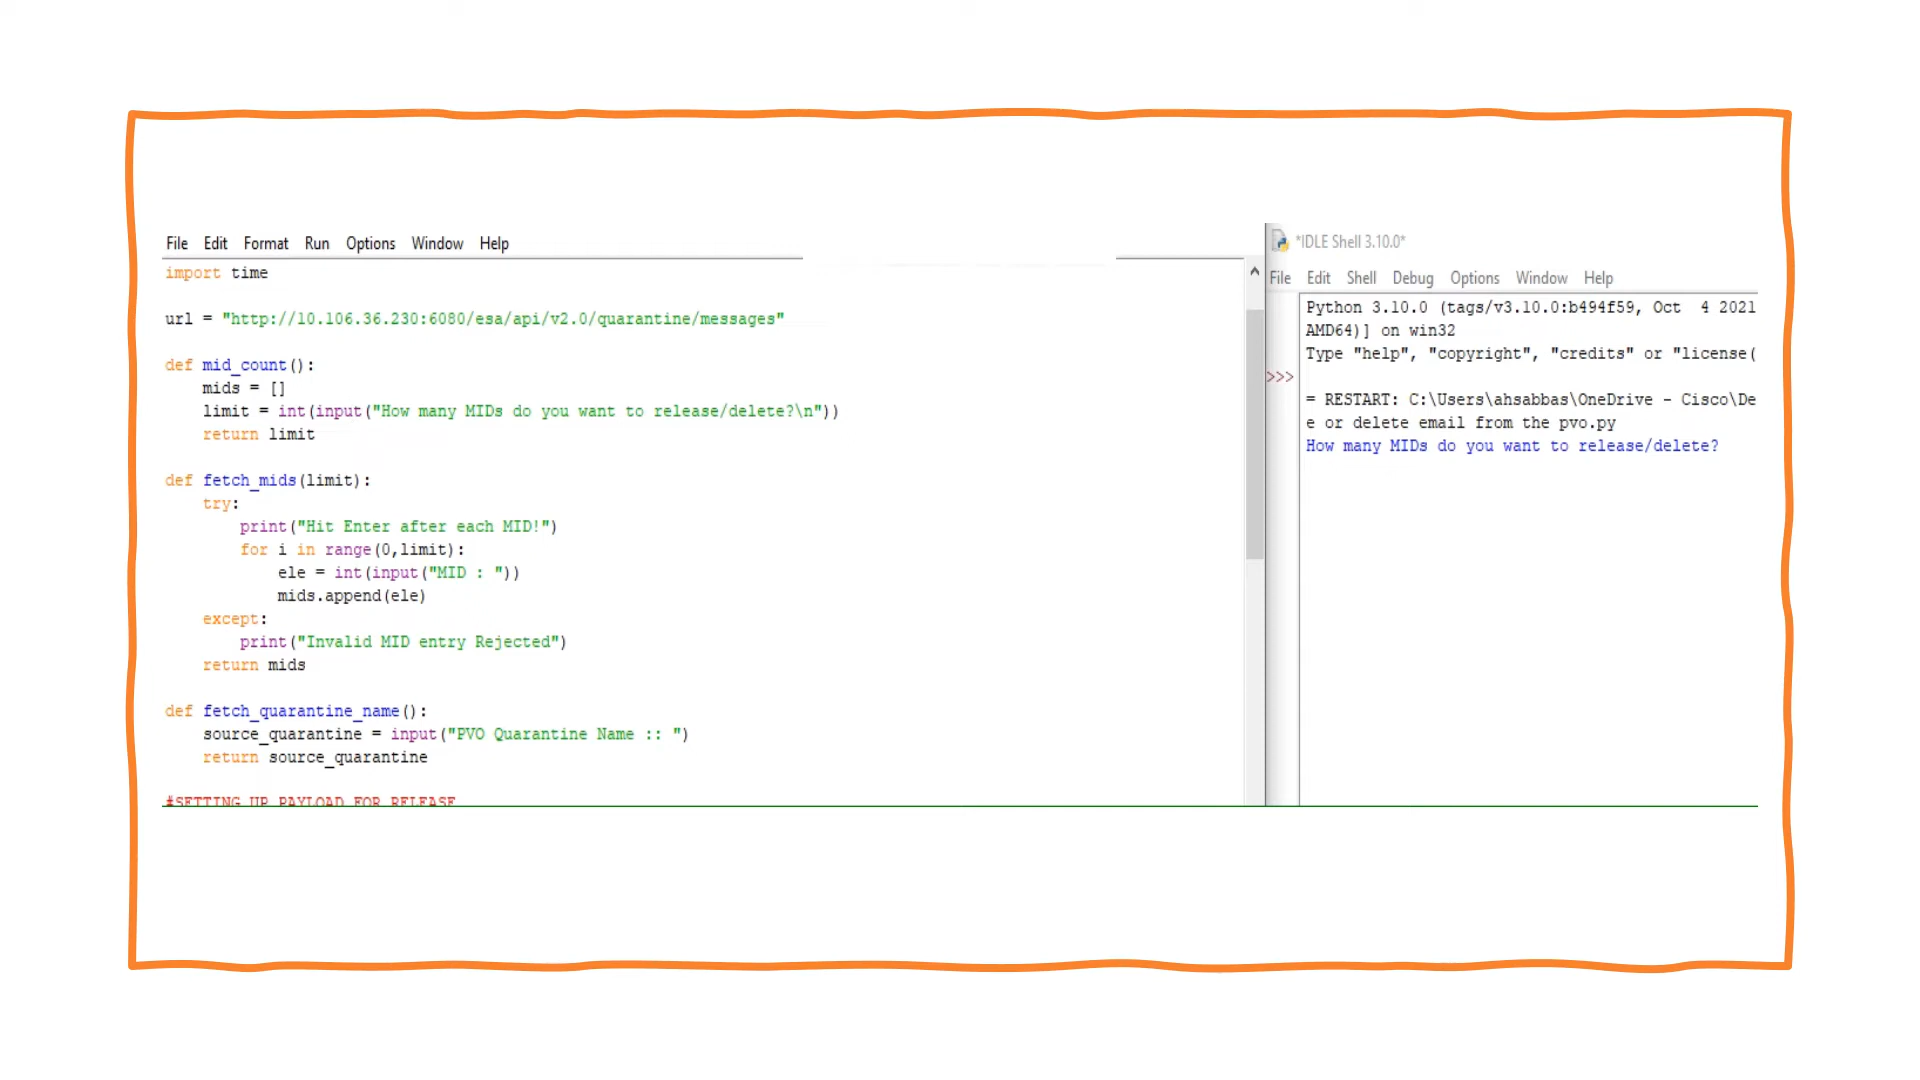 File Edit Format Run Options Window Help
import time
url = "http://10.106.36.230:6080/esa/api/v2.0/quarantine/messages"
def mid_count():
    mids = []
    limit = int(input("How many MIDs do you want to release/delete?\n"))
    return limit
def fetch_mids(limit):
    try:
        print("Hit Enter after each MID!")
        for i in range(0,limit):
            ele = int(input("MID : "))
            mids.append(ele)
    except:
        print("Invalid MID entry Rejected")
    return mids
def fetch_quarantine_name():
    source_quarantine = input("PVO Quarantine Name :: ")
    return source_quarantine
#SETTING UP PAYLOAD FOR RELEASE
*IDLE Shell 3.10.0*
File Edit Shell Debug Options Window Help
Python 3.10.0 (tags/v3.10.0:b494f59, Oct  4 2021
AMD64)] on win32
Type "help", "copyright", "credits" or "license(
>>>
= RESTART: C:\Users\ahsabbas\OneDrive - Cisco\De
e or delete email from the pvo.py
How many MIDs do you want to release/delete?